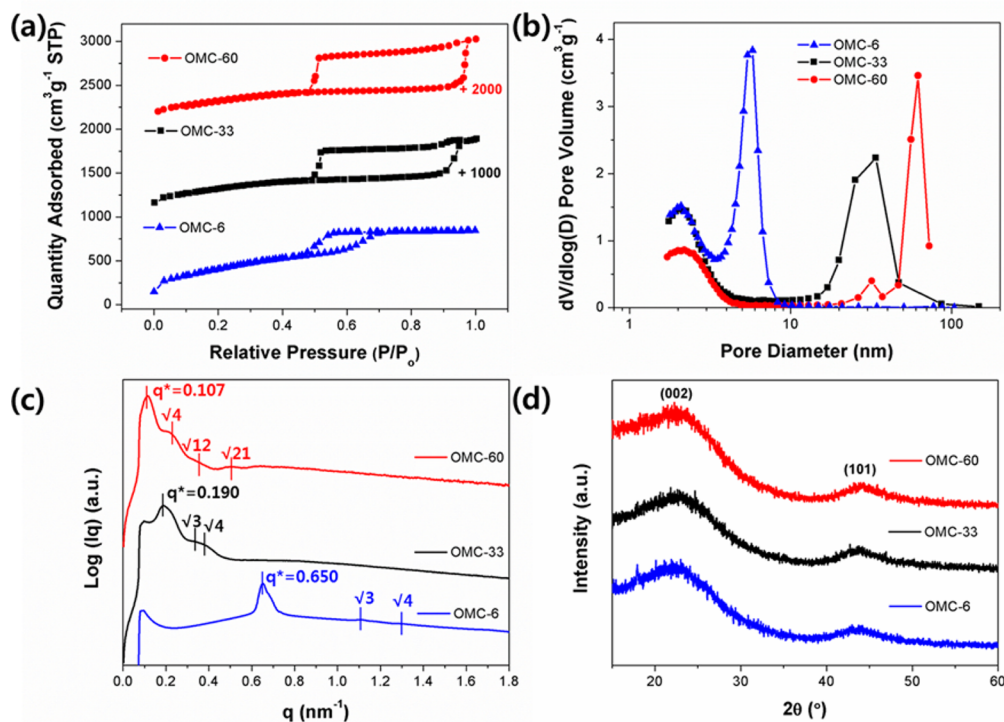 (a)
Quantity Adsorbed (cm³g⁻¹ STP)
3000
2500
2000
1500
1000
500
0
OMC-60
+ 2000
OMC-33
+ 1000
OMC-6
0.0 0.2 0.4 0.6 0.8 1.0
Relative Pressure (P/Pₒ)
(b)
dV/dlog(D) Pore Volume (cm³g⁻¹)
4
3
2
1
0
OMC-6
OMC-33
OMC-60
1 10 100
Pore Diameter (nm)
(c)
Log (Iq) (a.u.)
q*=0.107
√4
√12
√21
OMC-60
q*=0.190
√3
√4
OMC-33
q*=0.650
√3
√4
OMC-6
0.0 0.2 0.4 0.6 0.8 1.0 1.2 1.4 1.6 1.8
q (nm⁻¹)
(d)
Intensity (a.u.)
(002)
(101)
OMC-60
OMC-33
OMC-6
20 30 40 50 60
2θ (°)